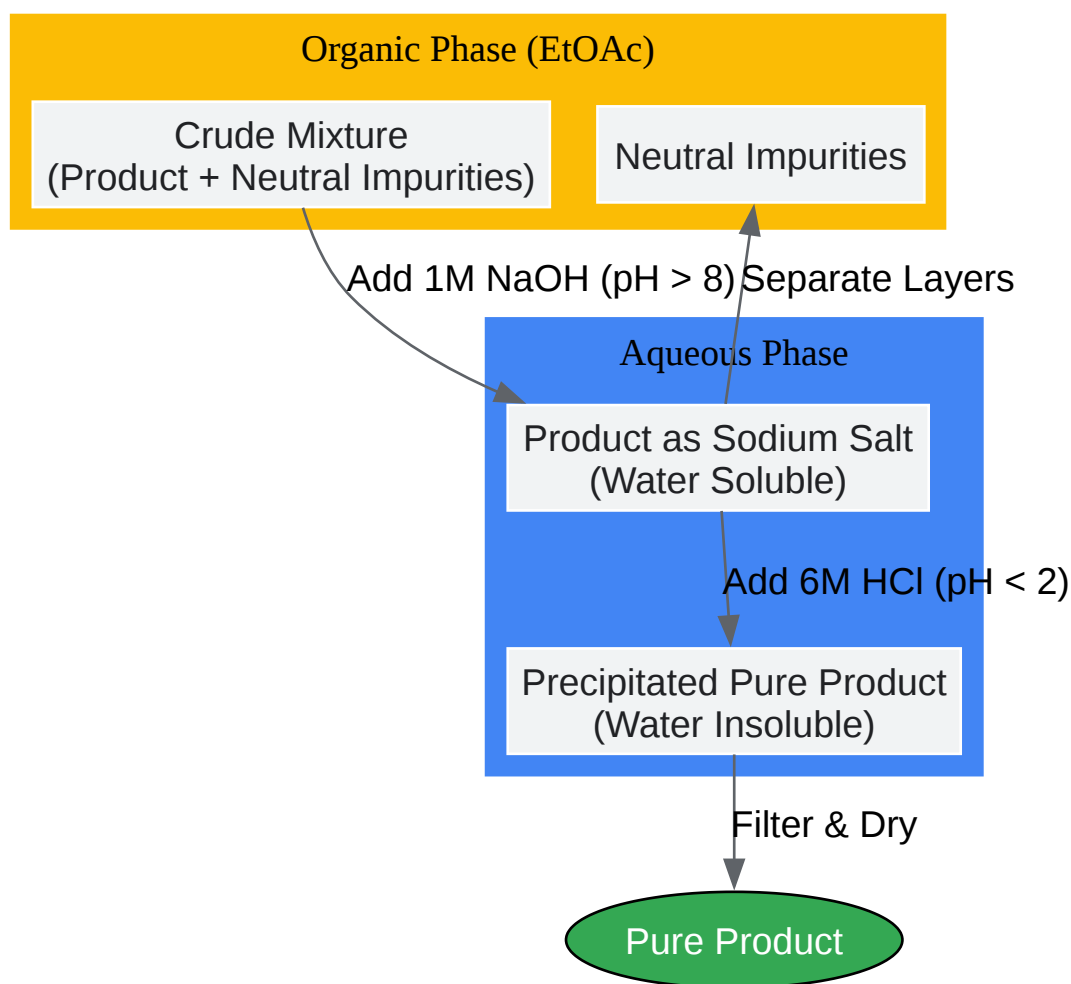 Organic Phase (EtOAc)
Crude Mixture
(Product + Neutral Impurities)
Neutral Impurities
Add 1M NaOH (pH > 8)
Separate Layers
Aqueous Phase
Product as Sodium Salt
(Water Soluble)
Add 6M HCl (pH < 2)
Precipitated Pure Product
(Water Insoluble)
Filter & Dry
Pure Product